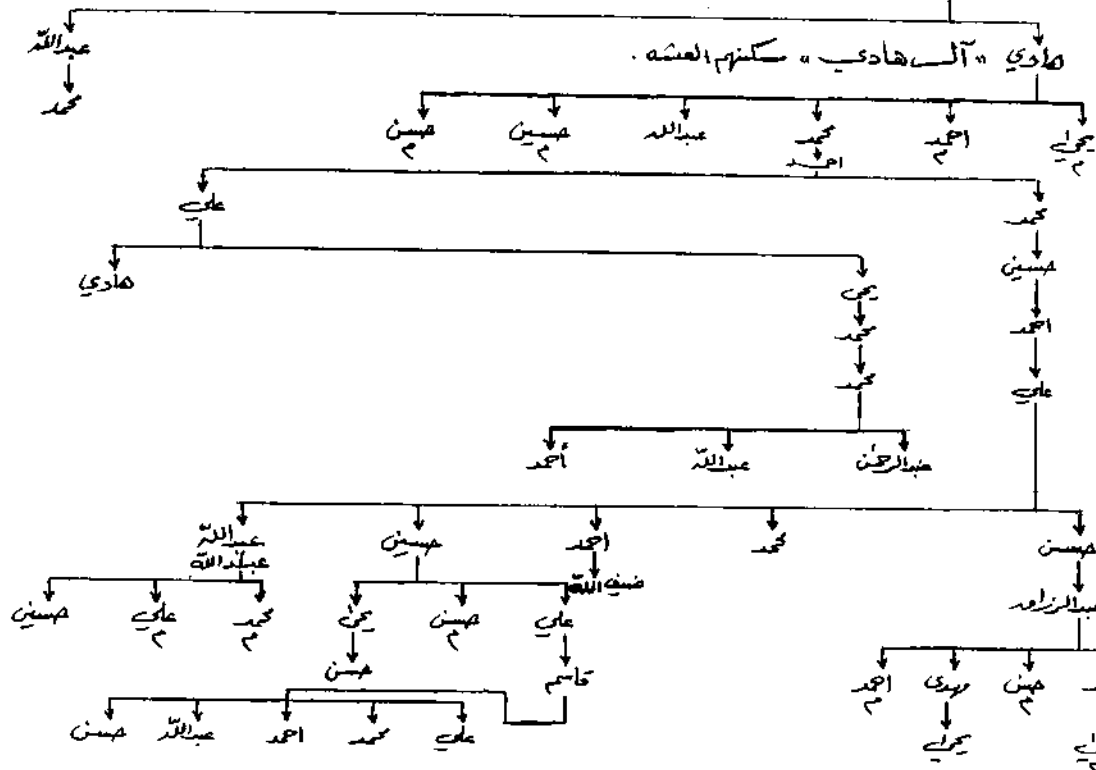 هادي "آل هادي" سكنهم العشه.
عبدالله
محمد
يحيى احمد محمد عبدالله حسين حسن
م م م م م
احمد
محمد علي
حسين
احمد
علي
يحيى هادي
محمد
محمد
عبدالرحمن عبدالله أحمد
حسن محمد احمد حسين عبدالله
عبدالله
عبدالرزاق
ضيف الله
علي حسن يحيى
م
محمد علي حسين
م م
قاسم
حسن
حسن مهدي احمد
م م
يحيى
علي محمد احمد عبدالله حسن